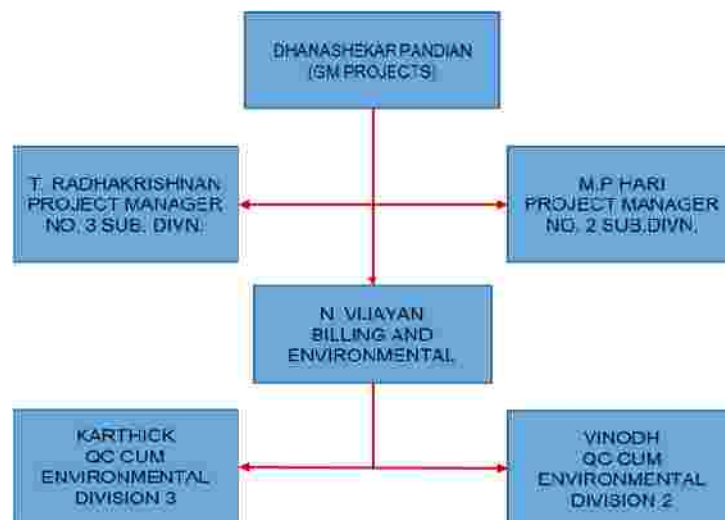 DHANASHEKAR PANDIAN
(GM PROJECTS)
T. RADHAKRISHNAN
PROJECT MANAGER
NO. 3 SUB. DIVN.
M.P HARI
PROJECT MANAGER
NO. 2 SUB.DIVN.
N. VIJAYAN
BILLING AND
ENVIRONMENTAL
KARTHICK
QC CUM
ENVIRONMENTAL
DIVISION 3
VINODH
QC CUM
ENVIRONMENTAL
DIVISION 2